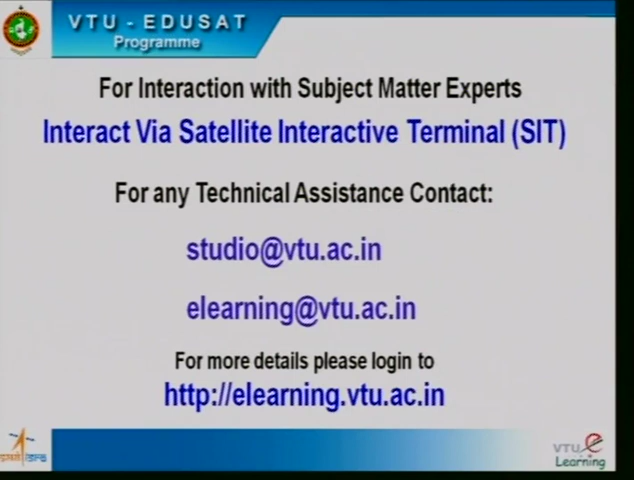 VTU - EDUSAT
Programme
For Interaction with Subject Matter Experts
Interact Via Satellite Interactive Terminal (SIT)
For any Technical Assistance Contact:
studio@vtu.ac.in
elearning@vtu.ac.in
For more details please login to
http://elearning.vtu.ac.in
VTU e
Learning